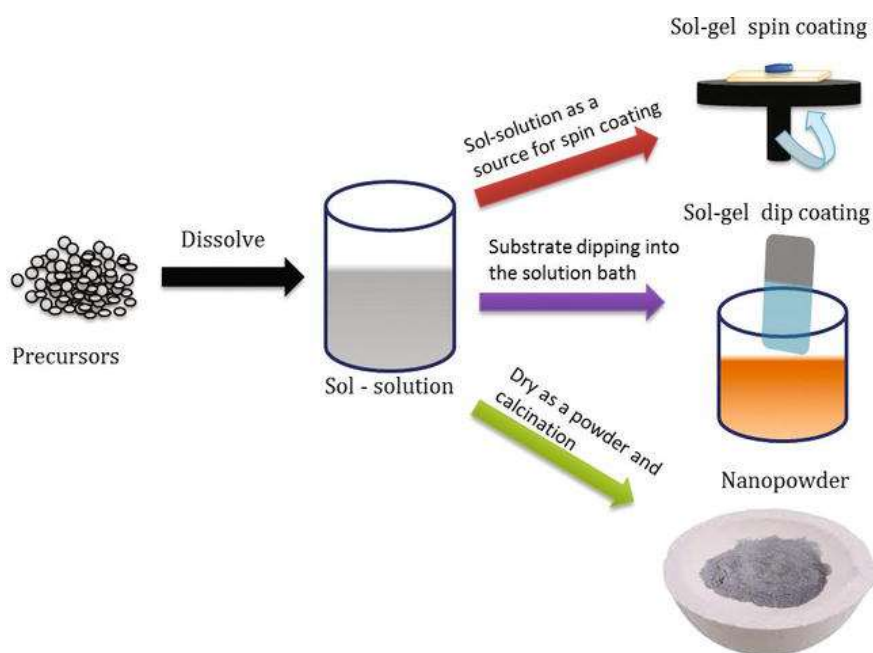 Sol-gel spin coating
Sol-solution as a
source for spin coating
Sol-gel dip coating
Dissolve
Substrate dipping into
the solution bath
Precursors
Sol - solution
Dry as a powder and
calcination
Nanopowder